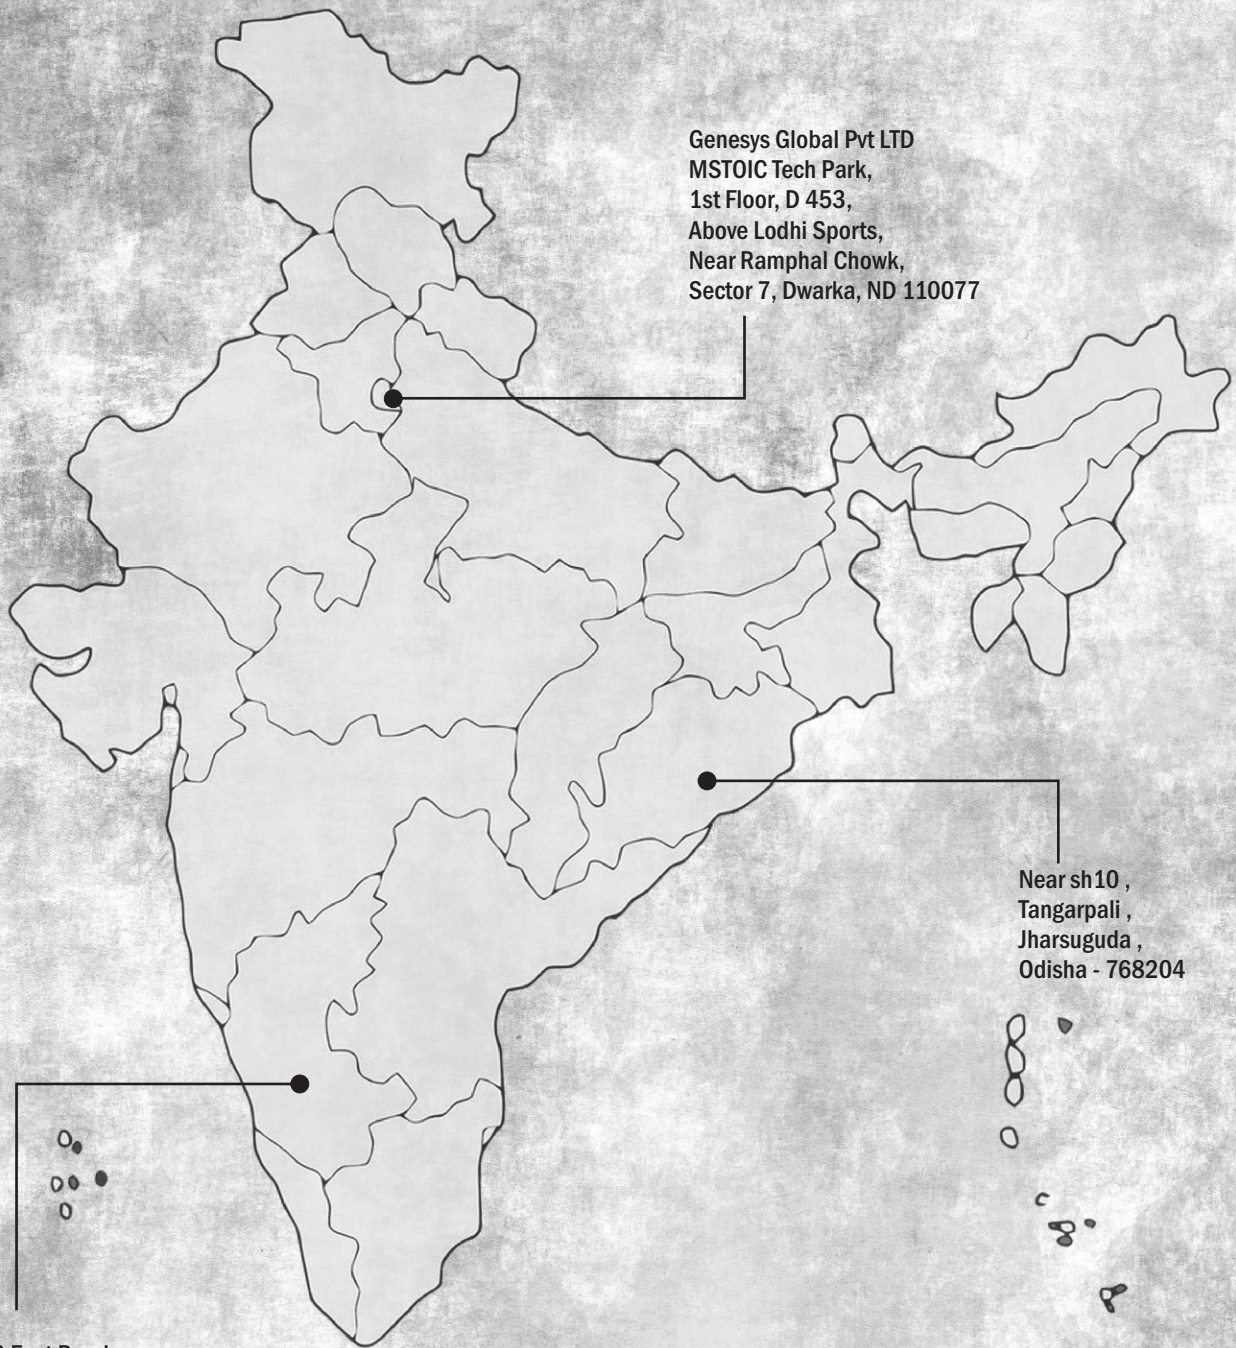 Genesys Global Pvt LTD
MSTOIC Tech Park,
1st Floor, D 453,
Above Lodhi Sports,
Near Ramphal Chowk,
Sector 7, Dwarka, ND 110077
Near sh10 ,
Tangarpali ,
Jharsuguda ,
Odisha - 768204